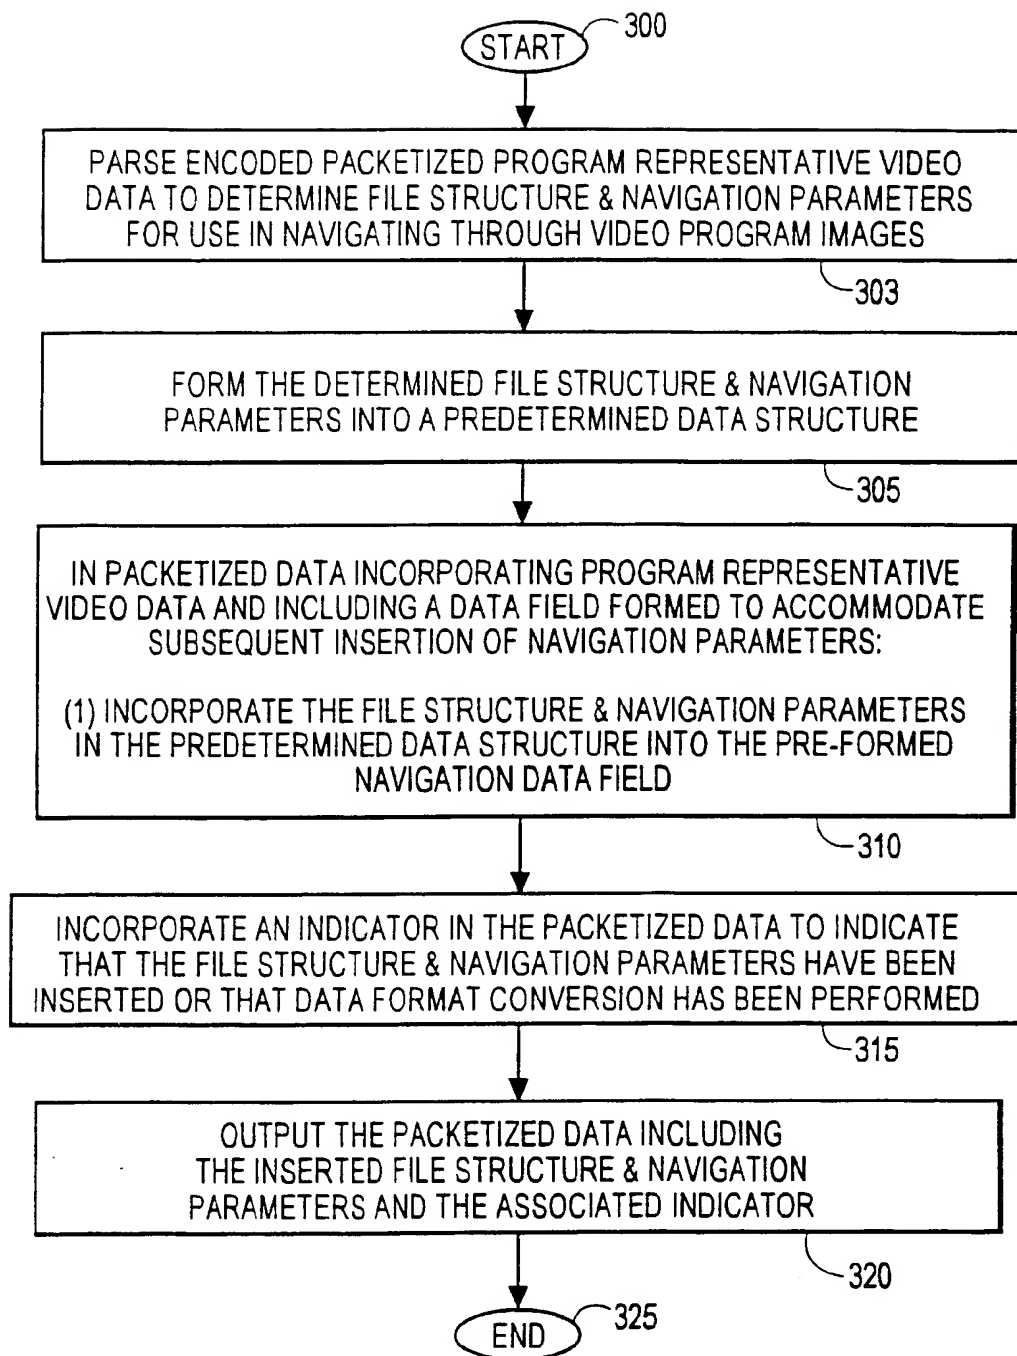 300
START
PARSE ENCODED PACKETIZED PROGRAM REPRESENTATIVE VIDEO
DATA TO DETERMINE FILE STRUCTURE & NAVIGATION PARAMETERS
FOR USE IN NAVIGATING THROUGH VIDEO PROGRAM IMAGES
303
FORM THE DETERMINED FILE STRUCTURE & NAVIGATION
PARAMETERS INTO A PREDETERMINED DATA STRUCTURE
305
IN PACKETIZED DATA INCORPORATING PROGRAM REPRESENTATIVE
VIDEO DATA AND INCLUDING A DATA FIELD FORMED TO ACCOMMODATE
SUBSEQUENT INSERTION OF NAVIGATION PARAMETERS:
(1) INCORPORATE THE FILE STRUCTURE & NAVIGATION PARAMETERS
IN THE PREDETERMINED DATA STRUCTURE INTO THE PRE-FORMED
NAVIGATION DATA FIELD
310
INCORPORATE AN INDICATOR IN THE PACKETIZED DATA TO INDICATE
THAT THE FILE STRUCTURE & NAVIGATION PARAMETERS HAVE BEEN
INSERTED OR THAT DATA FORMAT CONVERSION HAS BEEN PERFORMED
315
OUTPUT THE PACKETIZED DATA INCLUDING
THE INSERTED FILE STRUCTURE & NAVIGATION
PARAMETERS AND THE ASSOCIATED INDICATOR
320
325
END